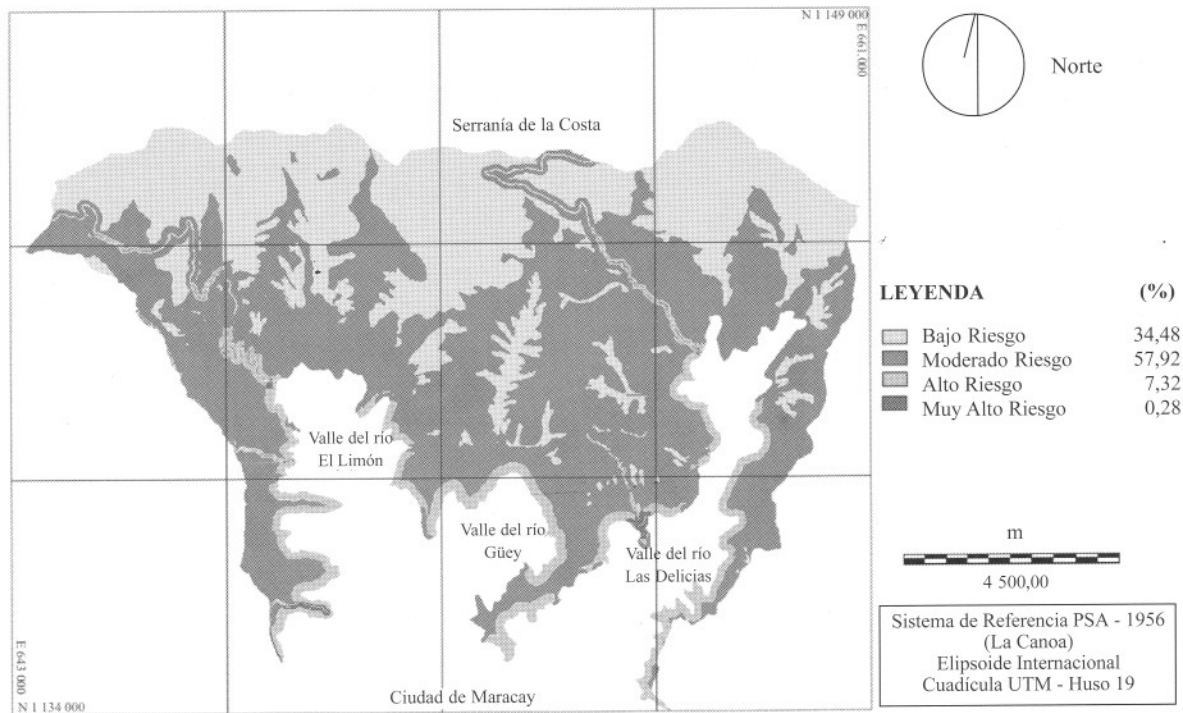 N 1 149 000
E 661.000
Norte
Serranía de la Costa
LEYENDA (%)
Bajo Riesgo 34,48
Moderado Riesgo 57,92
Alto Riesgo 7,32
Muy Alto Riesgo 0,28
Valle del río
El Limón
Valle del río
Güey
Valle del río
Las Delicias
m
4 500,00
Sistema de Referencia PSA - 1956
(La Canoa)
Elipsoide Internacional
Cuadícula UTM - Huso 19
E 643 000
N 1 134 000
Ciudad de Maracay